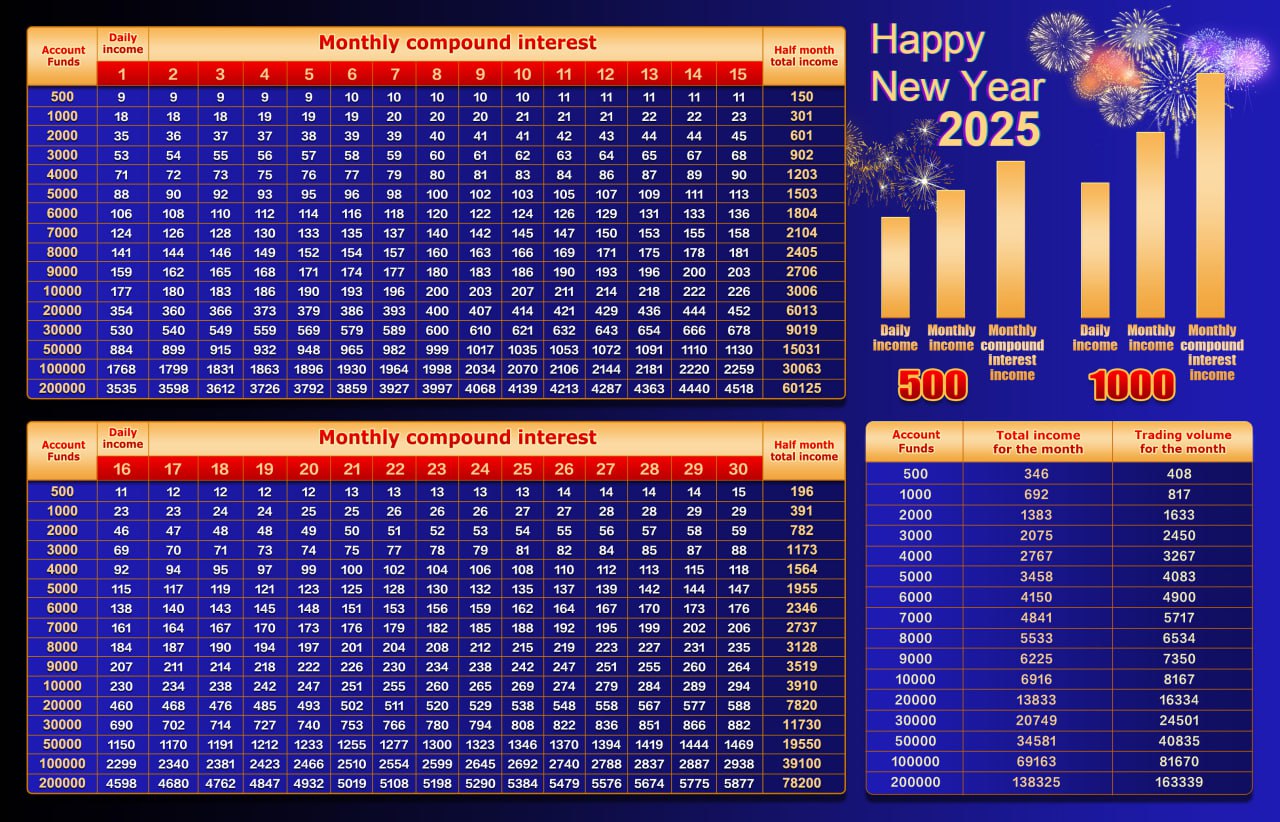 Account Funds | Daily income | Monthly compound interest | Half month total income
1 2 3 4 5 6 7 8 9 10 11 12 13 14 15
500 9 9 9 9 9 10 10 10 10 10 11 11 11 11 11 150
1000 18 18 18 19 19 19 20 20 20 21 21 21 22 22 23 301
2000 35 36 37 37 38 39 39 40 41 41 42 43 44 44 45 601
3000 53 54 55 56 57 58 59 60 61 62 63 64 65 67 68 902
4000 71 72 73 75 76 77 79 80 81 83 84 86 87 89 90 1203
5000 88 90 92 93 95 96 98 100 102 103 105 107 109 111 113 1503
6000 106 108 110 112 114 116 118 120 122 124 126 129 131 133 136 1804
7000 124 126 128 130 133 135 137 140 142 145 147 150 153 155 158 2104
8000 141 144 146 149 152 154 157 160 163 166 169 171 175 178 181 2405
9000 159 162 165 168 171 174 177 180 183 186 190 193 196 200 203 2706
10000 177 180 183 186 190 193 196 200 203 207 211 214 218 222 226 3006
20000 354 360 366 373 379 386 393 400 407 414 421 429 436 444 452 6013
30000 530 540 549 559 569 579 589 600 610 621 632 643 654 666 678 9019
50000 884 899 915 932 948 965 982 999 1017 1035 1053 1072 1091 1110 1130 15031
100000 1768 1799 1831 1863 1896 1930 1964 1998 2034 2070 2106 2144 2181 2220 2259 30063
200000 3535 3598 3612 3726 3792 3859 3927 3997 4068 4139 4213 4287 4363 4440 4518 60125
Happy
New Year
2025
Daily income
Monthly income
Monthly compound interest income
500
Daily income
Monthly income
Monthly compound interest income
1000
Account Funds | Daily income | Monthly compound interest | Half month total income
16 17 18 19 20 21 22 23 24 25 26 27 28 29 30
500 11 12 12 12 12 13 13 13 13 13 14 14 14 14 15 196
1000 23 23 24 24 25 25 26 26 26 27 27 28 28 29 29 391
2000 46 47 48 48 49 50 51 52 53 54 55 56 57 58 59 782
3000 69 70 71 73 74 75 77 78 79 81 82 84 85 87 88 1173
4000 92 94 95 97 99 100 102 104 106 108 110 112 113 115 118 1564
5000 115 117 119 121 123 125 128 130 132 135 137 139 142 144 147 1955
6000 138 140 143 145 148 151 153 156 159 162 164 167 170 173 176 2346
7000 161 164 167 170 173 176 179 182 185 188 192 195 199 202 206 2737
8000 184 187 190 194 197 201 204 208 212 215 219 223 227 231 235 3128
9000 207 211 214 218 222 226 230 234 238 242 247 251 255 260 264 3519
10000 230 234 238 242 247 251 255 260 265 269 274 279 284 289 294 3910
20000 460 468 476 485 493 502 511 520 529 538 548 558 567 577 588 7820
30000 690 702 714 727 740 753 766 780 794 808 822 836 851 866 882 11730
50000 1150 1170 1191 1212 1233 1255 1277 1300 1323 1346 1370 1394 1419 1444 1469 19550
100000 2299 2340 2381 2423 2466 2510 2554 2599 2645 2692 2740 2788 2837 2887 2938 39100
200000 4598 4680 4762 4847 4932 5019 5108 5198 5290 5384 5479 5576 5674 5775 5877 78200
Account Funds | Total income for the month | Trading volume for the month
500 346 408
1000 692 817
2000 1383 1633
3000 2075 2450
4000 2767 3267
5000 3458 4083
6000 4150 4900
7000 4841 5717
8000 5533 6534
9000 6225 7350
10000 6916 8167
20000 13833 16334
30000 20749 24501
50000 34581 40835
100000 69163 81670
200000 138325 163339